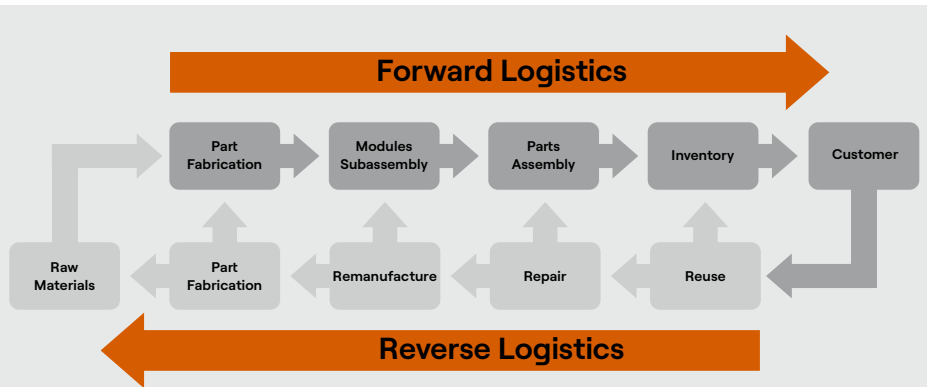 Forward Logistics
Part
Fabrication
Modules
Subassembly
Parts
Assembly
Inventory
Customer
Raw
Materials
Part
Fabrication
Remanufacture
Repair
Reuse
Reverse Logistics